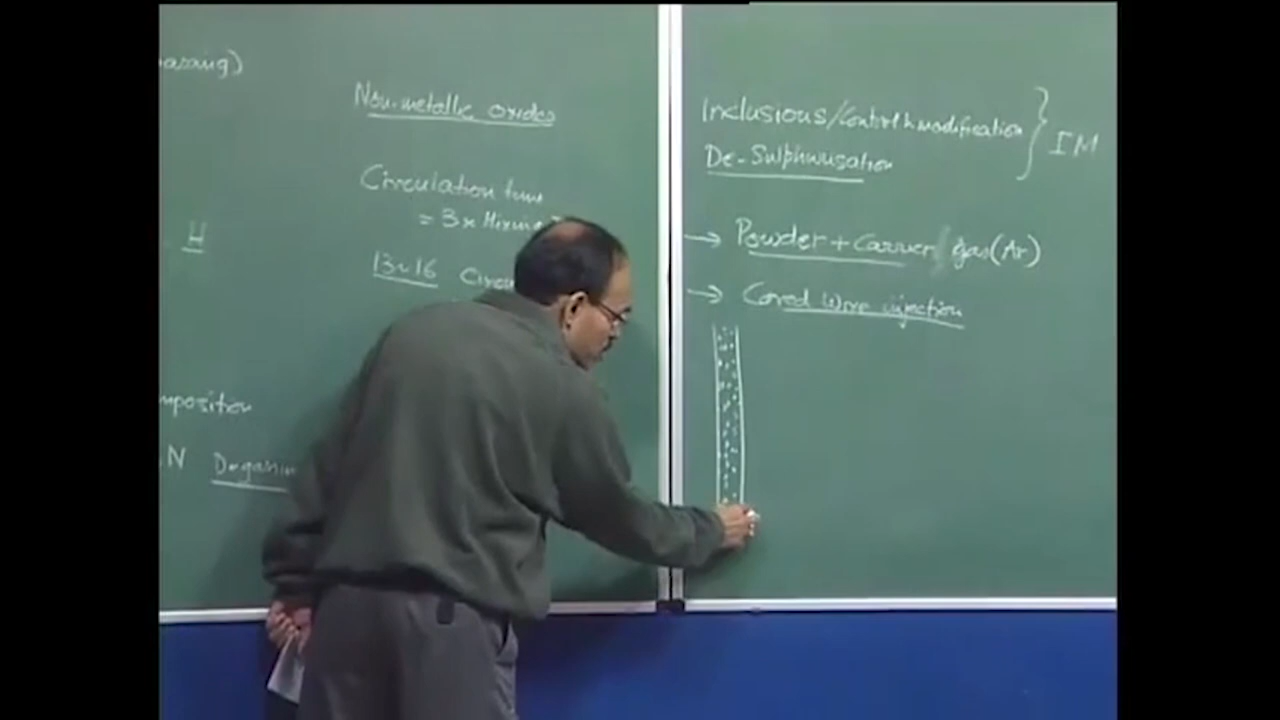 Non-metallic oxides
Circulation time
= 3 x Mixing
13~16
H
N Degassin
Inclusions/Control & modification } IM
De-Sulphurisation
→ Powder + Carrier gas (Ar)
→ Cored wire injection